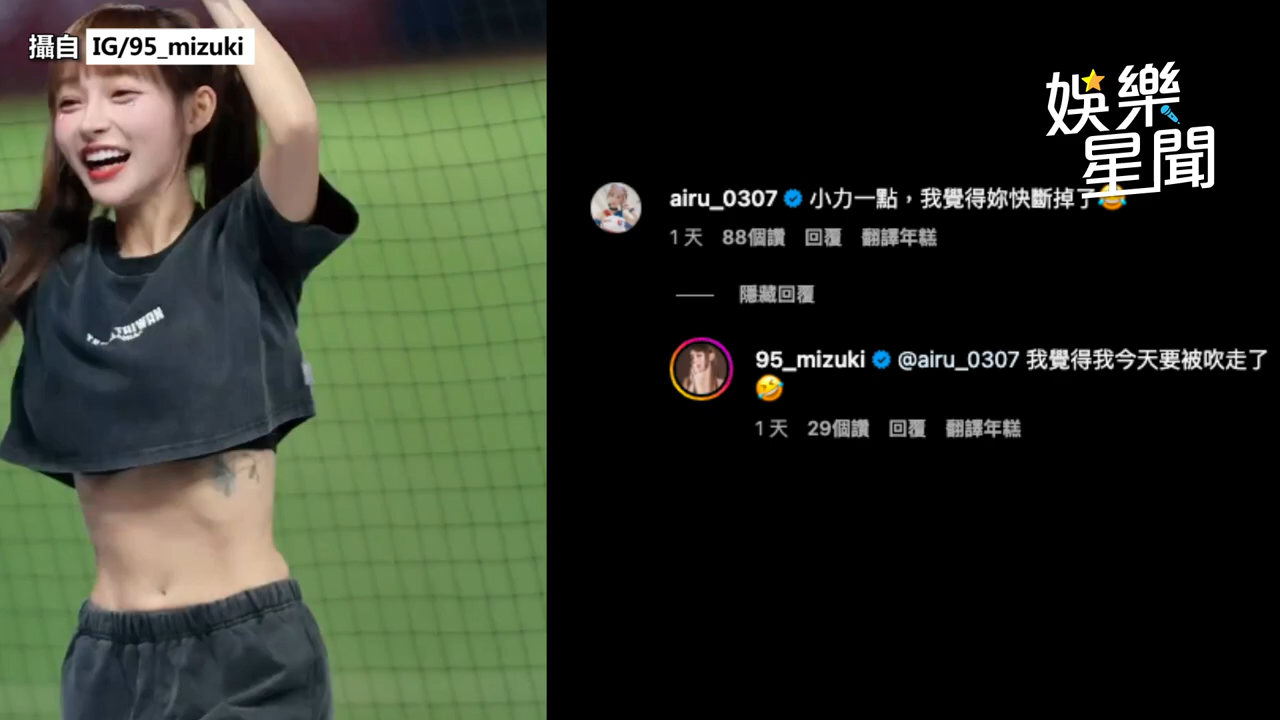 攝自 IG/95_mizuki
娛樂
星聞
TAIWAN
airu_0307 小力一點，我覺得妳快斷掉了😂
1 天 88個讚 回覆 翻譯年糕
隱藏回覆
95_mizuki @airu_0307 我覺得我今天要被吹走了
🤣
1 天 29個讚 回覆 翻譯年糕